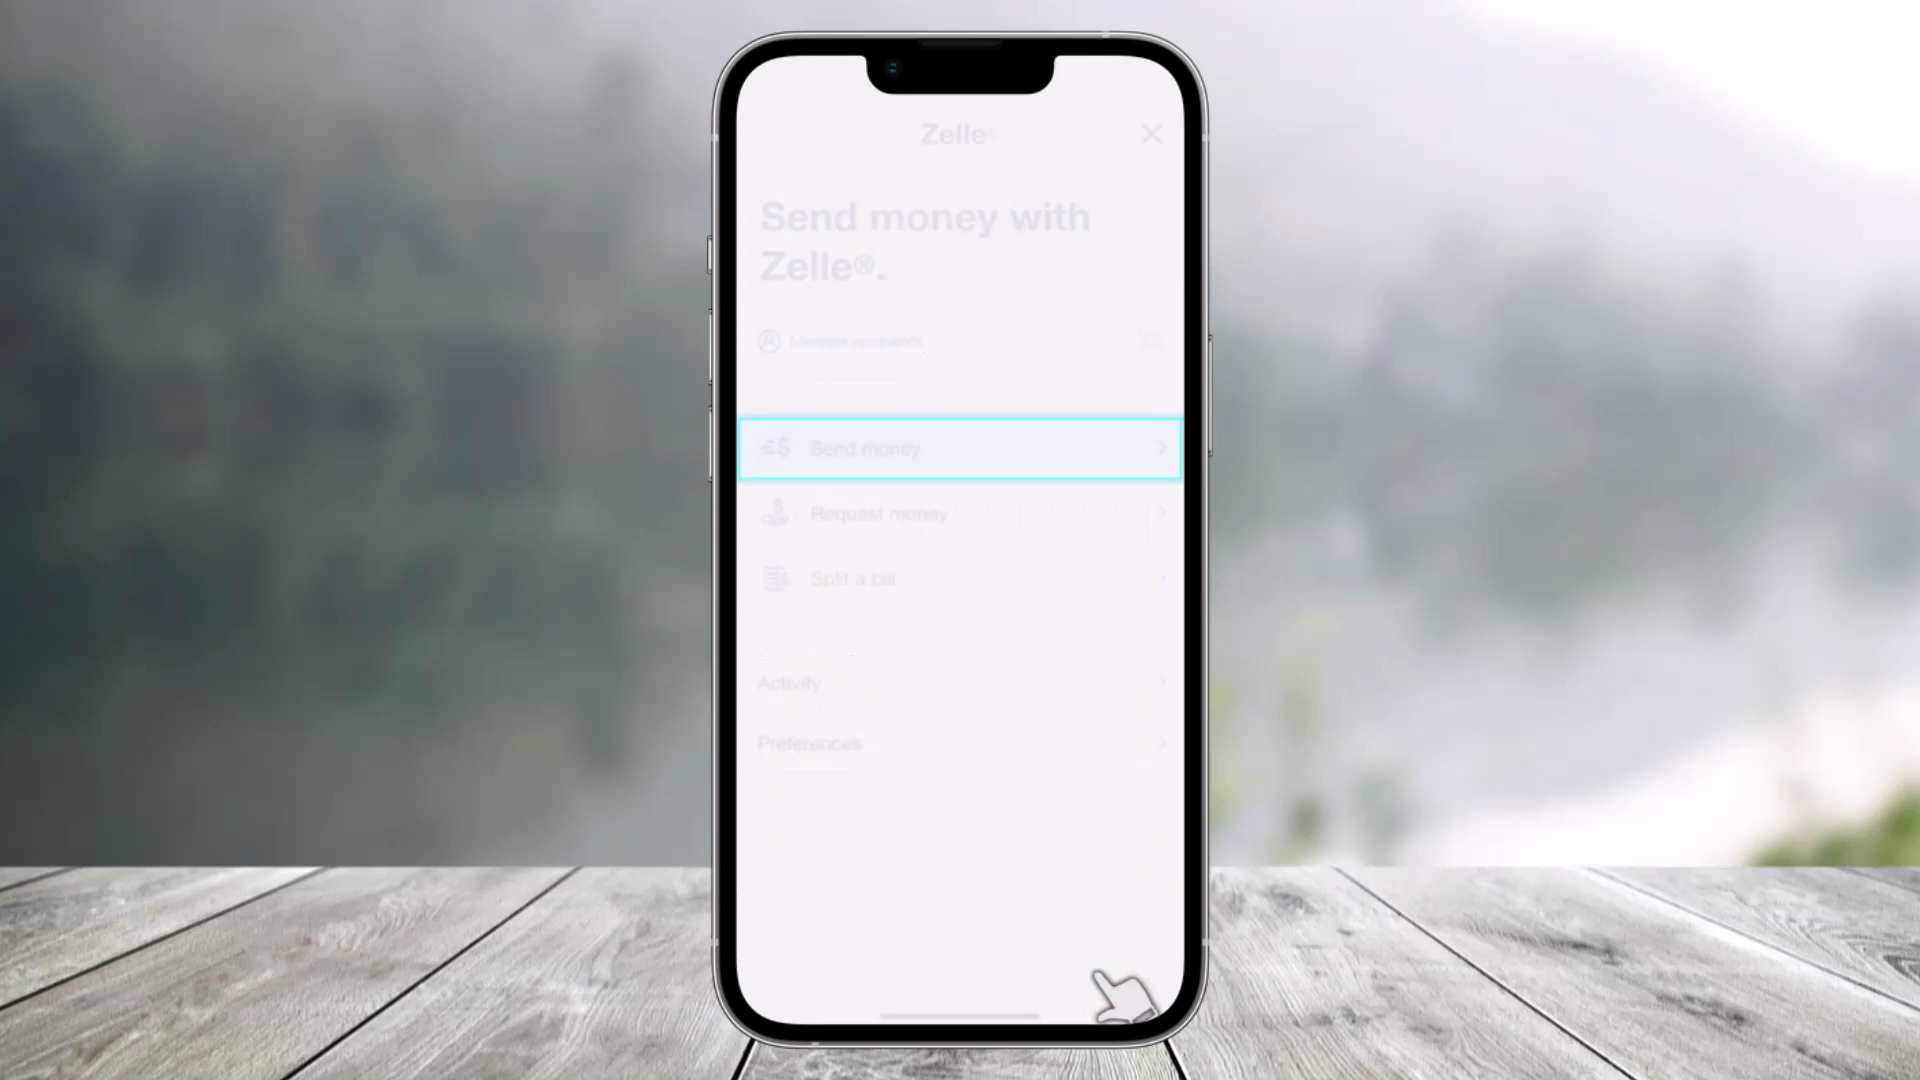 Zelle®
Send money with
Zelle®.
Manage recipients
Send money
Request money
Split a bill
Activity
Preferences